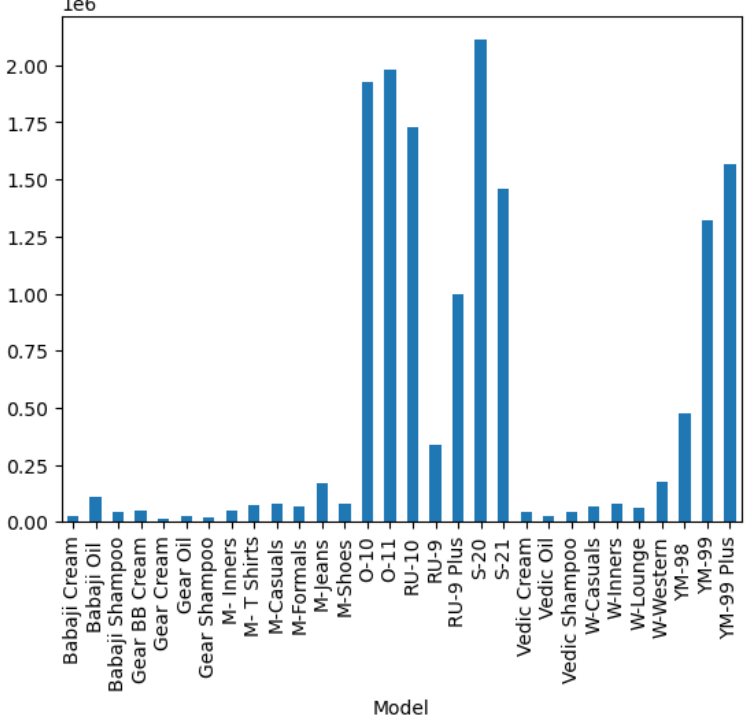 1e6
2.00
1.75
1.50
1.25
1.00
0.75
0.50
0.25
0.00
Babaji Cream
Babaji Oil
Babaji Shampoo
Gear BB Cream
Gear Cream
Gear Oil
Gear Shampoo
M- Inners
M- T Shirts
M-Casuals
M-Formals
M-Jeans
M-Shoes
O-10
O-11
RU-10
RU-9
RU-9 Plus
S-20
S-21
Vedic Cream
Vedic Oil
Vedic Shampoo
W-Casuals
W-Inners
W-Lounge
W-Western
YM-98
YM-99
YM-99 Plus
Model